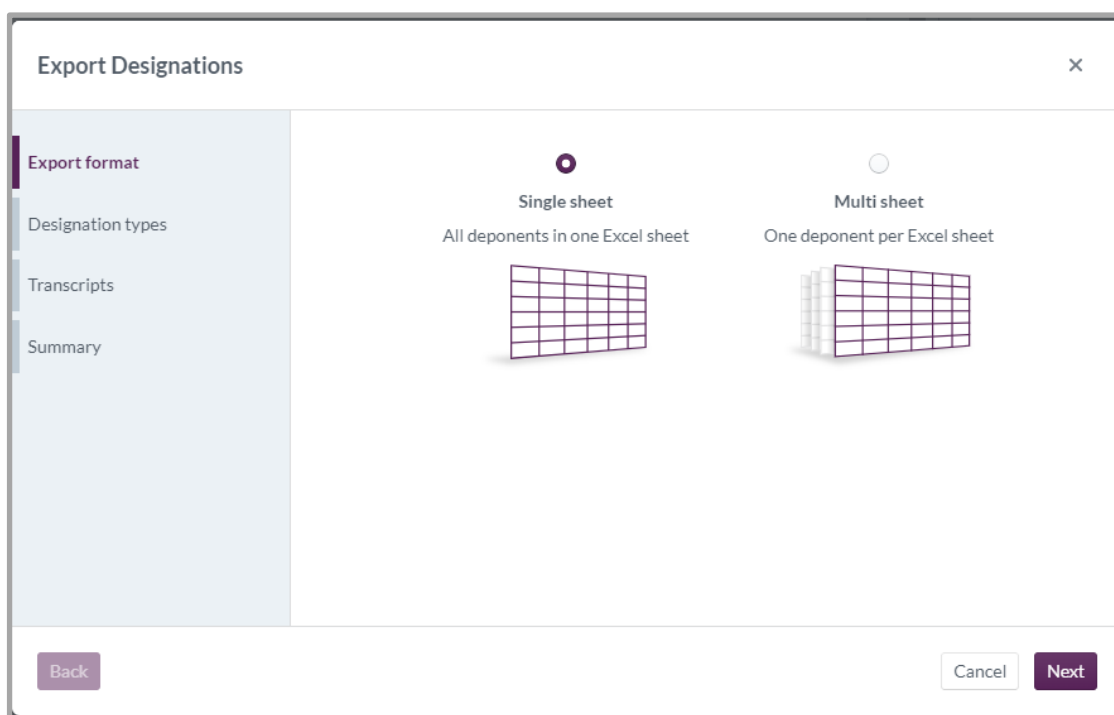 Export Designations
Export format
Designation types
Transcripts
Summary
Single sheet
All deponents in one Excel sheet
Multi sheet
One deponent per Excel sheet
Back
Cancel
Next